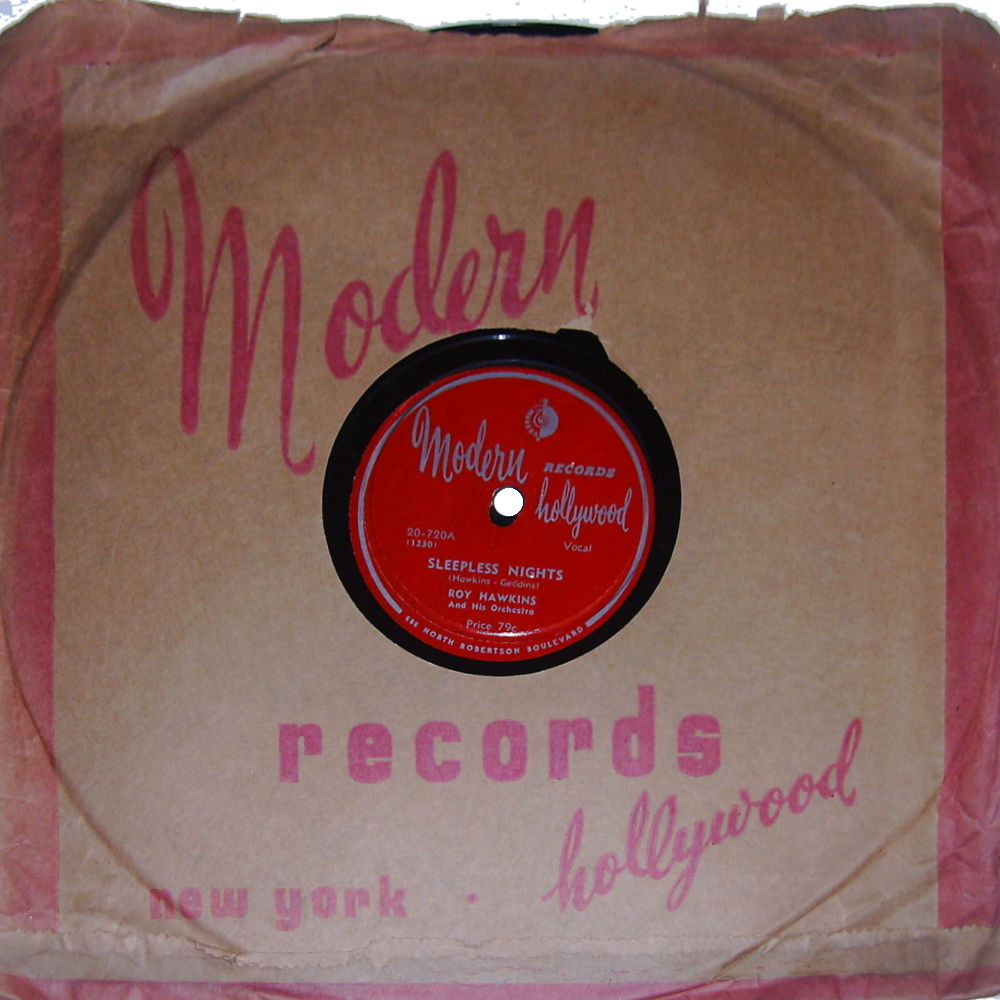 Modern
Modern
RECORDS
hollywood
20-720A
(1230)
Vocal
SLEEPLESS NIGHTS
(Hawkins - Geddins)
ROY HAWKINS
And His Orchestra
Price 79c
NORTH ROBERTSON BOULEVARD
records
hollywood
new york ·